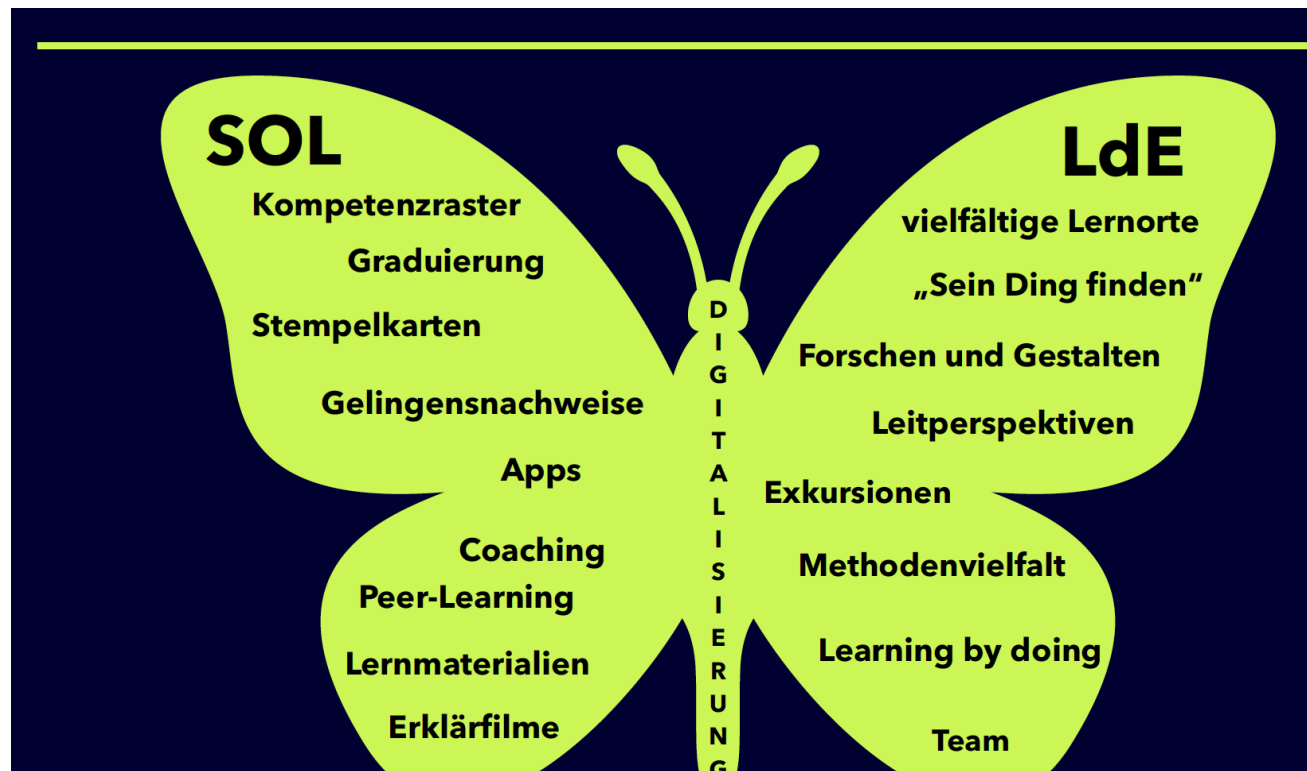 SOL
Kompetenzraster
Graduierung
Stempelkarten
Gelingensnachweise
Apps
Coaching
Peer-Learning
Lernmaterialien
Erklärfilme
DIGITALISIERUNG
LdE
vielfältige Lernorte
„Sein Ding finden“
Forschen und Gestalten
Leitperspektiven
Exkursionen
Methodenvielfalt
Learning by doing
Team